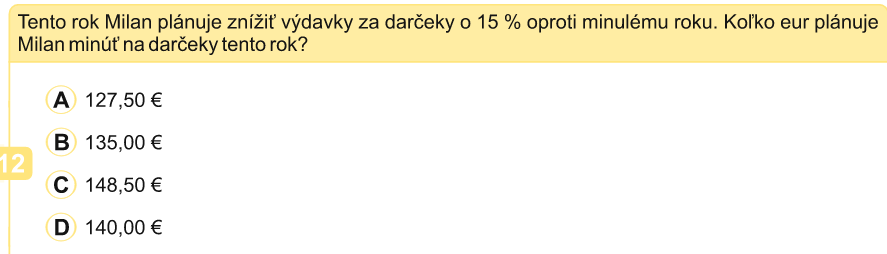 Tento rok Milan plánuje znížiť výdavky za darčeky o 15 % oproti minulému roku. Koľko eur plánuje
Milan minúť na darčeky tento rok?
A 127,50 €
B 135,00 €
12
C 148,50 €
D 140,00 €